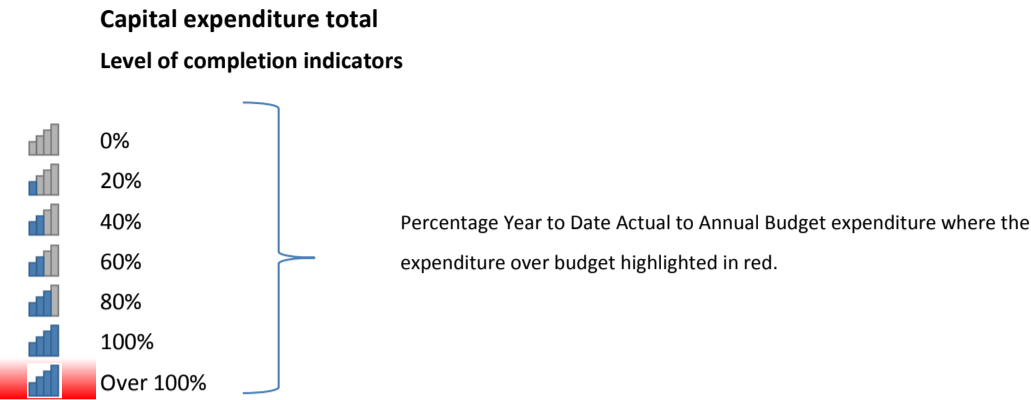 Capital expenditure total
Level of completion indicators
0%
20%
40%
60%
80%
100%
Over 100%
Percentage Year to Date Actual to Annual Budget expenditure where the
expenditure over budget highlighted in red.